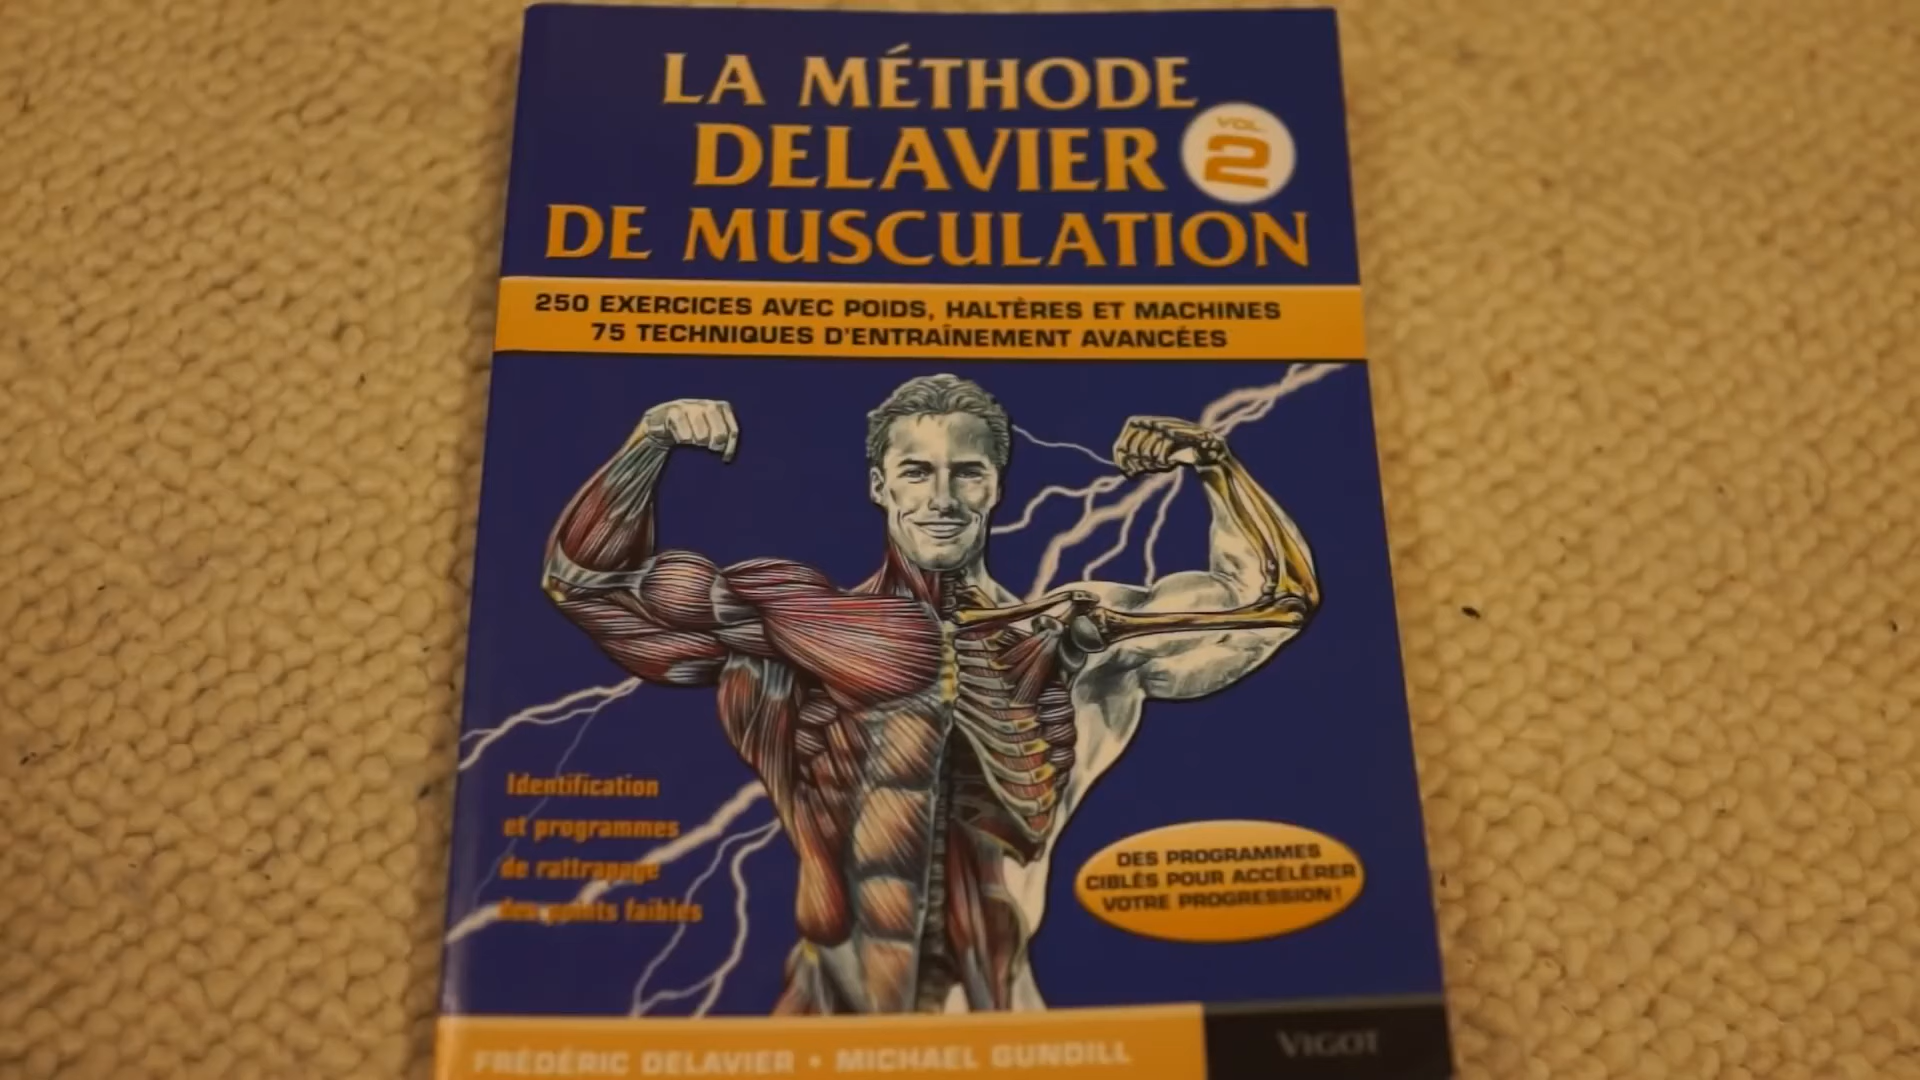 LA MÉTHODE
DELAVIER
VOL.
2
DE MUSCULATION
250 EXERCICES AVEC POIDS, HALTÈRES ET MACHINES
75 TECHNIQUES D'ENTRAÎNEMENT AVANCÉES
Identification
et programmes
de rattrapage
des points faibles
DES PROGRAMMES
CIBLÉS POUR ACCÉLÉRER
VOTRE PROGRESSION!
FRÉDÉRIC DELAVIER • MICHAEL GUNDILL
VIGOT